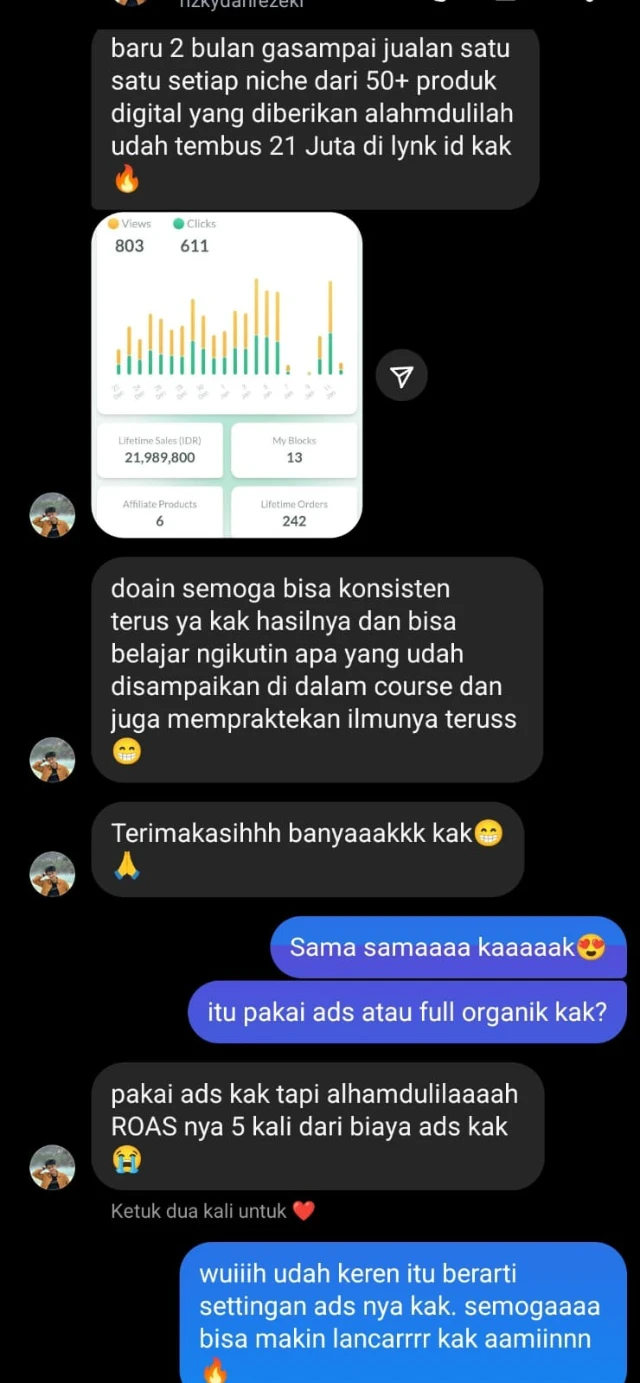 rizkydanrezeki
baru 2 bulan gasampai jualan satu
satu setiap niche dari 50+ produk
digital yang diberikan alahmdulilah
udah tembus 21 Juta di lynk id kak
🔥
Views Clicks
803 611
Lifetime Sales (IDR) My Blocks
21,989,800 13
Affiliate Products Lifetime Orders
6 242
doain semoga bisa konsisten
terus ya kak hasilnya dan bisa
belajar ngikutin apa yang udah
disampaikan di dalam course dan
juga mempraktekan ilmunya teruss
😁
Terimakasihhh banyaaakkk kak😁
🙏
Sama samaaaa kaaaaak😍
itu pakai ads atau full organik kak?
pakai ads kak tapi alhamdulilaaaah
ROAS nya 5 kali dari biaya ads kak
😭
Ketuk dua kali untuk ❤️
wuiiih udah keren itu berarti
settingan ads nya kak. semogaaaa
bisa makin lancarrrr kak aamiinnn
🔥